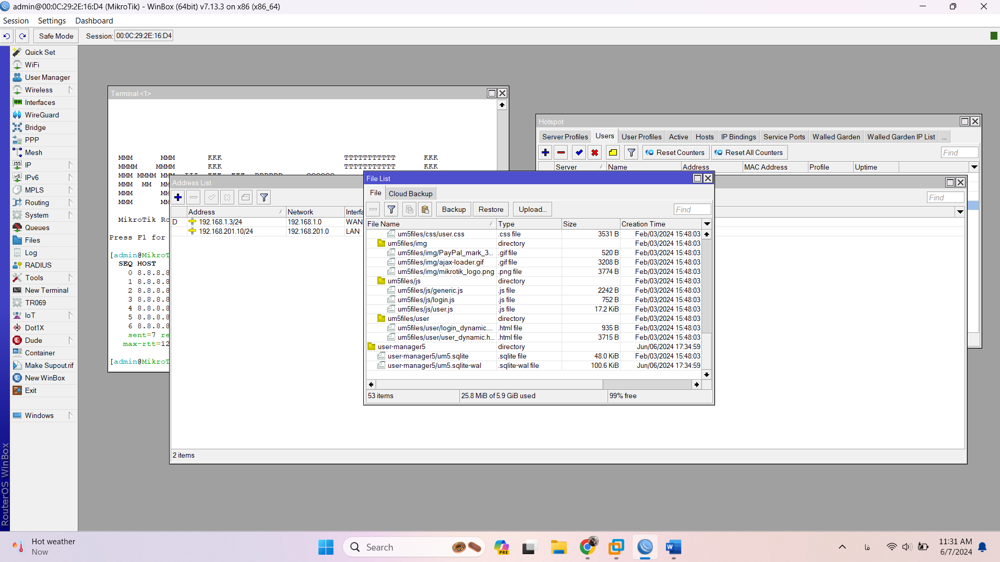 admin@00:0C:29:2E:16:D4 (MikroTik) - WinBox (64bit) v7.13.3 on x86 (x86_64)
Session Settings Dashboard
Safe Mode Session: 00:0C:29:2E:16:D4
Quick Set
WiFi
User Manager
Wireless
Interfaces
WireGuard
Bridge
PPP
Mesh
IP
IPv6
MPLS
Routing
System
Queues
Files
Log
RADIUS
Tools
New Terminal
TR069
IoT
Dot1X
Dude
Container
Make Supout.rif
New WinBox
Exit
Windows
RouterOS WinBox
Terminal <1>
MMM MMM KKK TTTTTTTTTTT KKK
MMMM MMMM KKK TTTTTTTTTTT KKK
MMM MMMM MMM III KKK KKK RRRRRR OOOOOO
MMM MM MM
MMM MM
MMM MM
MikroTik Ro
Press F1 for
[admin@MikroT
SEQ HOST
0 8.8.8.8
1 8.8.8.8
2 8.8.8.8
3 8.8.8.8
4 8.8.8.8
5 8.8.8.8
6 8.8.8.8
sent=7 re
max-rtt=12
[admin@MikroT
Hotspot
Server Profiles Users User Profiles Active Hosts IP Bindings Service Ports Walled Garden Walled Garden IP List ...
Reset Counters Reset All Counters Find
Server Name Address MAC Address Profile Uptime
Address List
Find
Address Network Interfa
D 192.168.1.3/24 192.168.1.0 WAN
192.168.201.10/24 192.168.201.0 LAN
2 items
File List
File Cloud Backup
Backup Restore Upload... Find
File Name Type Size Creation Time
um5files/css/user.css .css file 3531 B Feb/03/2024 15:48:03
um5files/img directory Feb/03/2024 15:48:03
um5files/img/PayPal_mark_3... .gif file 520 B Feb/03/2024 15:48:03
um5files/img/ajax-loader.gif .gif file 3208 B Feb/03/2024 15:48:03
um5files/img/mikrotik_logo.png .png file 3774 B Feb/03/2024 15:48:03
um5files/js directory Feb/03/2024 15:48:03
um5files/js/generic.js .js file 2242 B Feb/03/2024 15:48:03
um5files/js/login.js .js file 752 B Feb/03/2024 15:48:03
um5files/js/user.js .js file 17.2 KiB Feb/03/2024 15:48:03
um5files/user directory Feb/03/2024 15:48:03
um5files/user/login_dynamic.... .html file 935 B Feb/03/2024 15:48:03
um5files/user/user_dynamic.h... .html file 3715 B Feb/03/2024 15:48:03
user-manager5 directory Jun/06/2024 17:34:59
user-manager5/um5.sqlite .sqlite file 48.0 KiB Feb/03/2024 15:48:03
user-manager5/um5.sqlite-wal .sqlite-wal file 100.6 KiB Jun/06/2024 17:34:59
53 items 25.8 MiB of 5.9 GiB used 99% free
Hot weather
Now
Search
PRE
فا
11:31 AM
6/7/2024